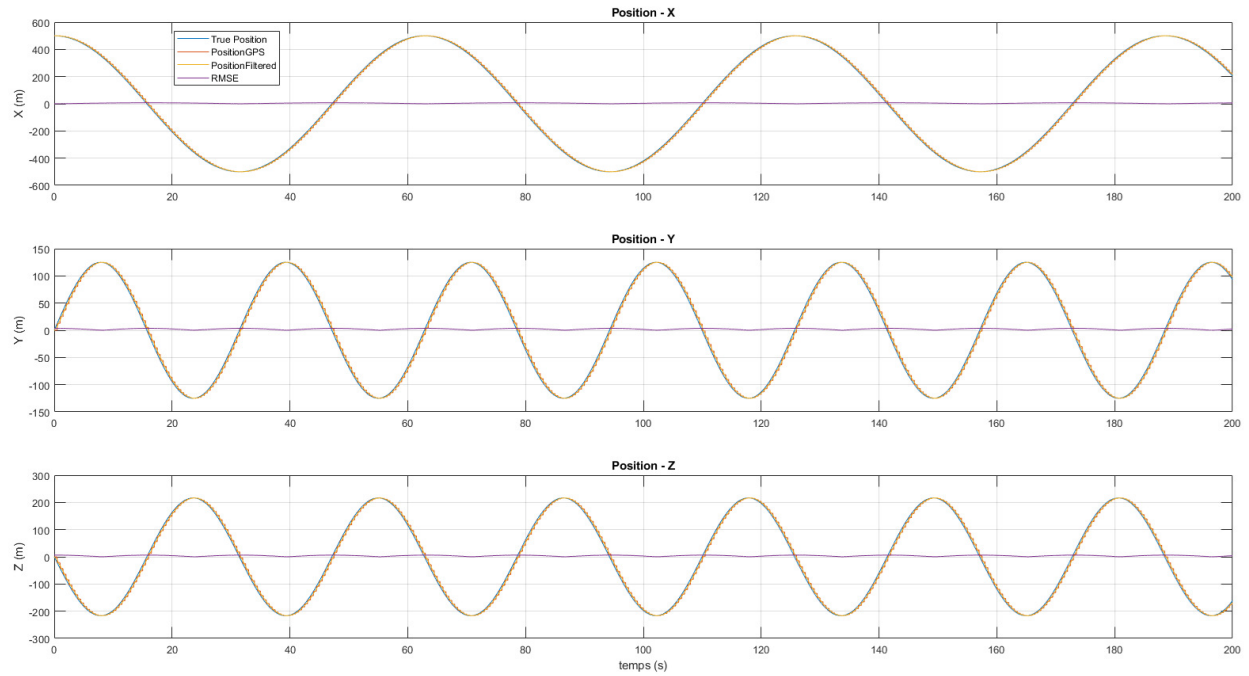 Position - X
600
400
200
0
-200
-400
-600
X (m)
True Position
PositionGPS
PositionFiltered
RMSE
0 20 40 60 80 100 120 140 160 180 200
Position - Y
150
100
50
0
-50
-100
-150
Y (m)
0 20 40 60 80 100 120 140 160 180 200
Position - Z
300
200
100
0
-100
-200
-300
Z (m)
0 20 40 60 80 100 120 140 160 180 200
temps (s)